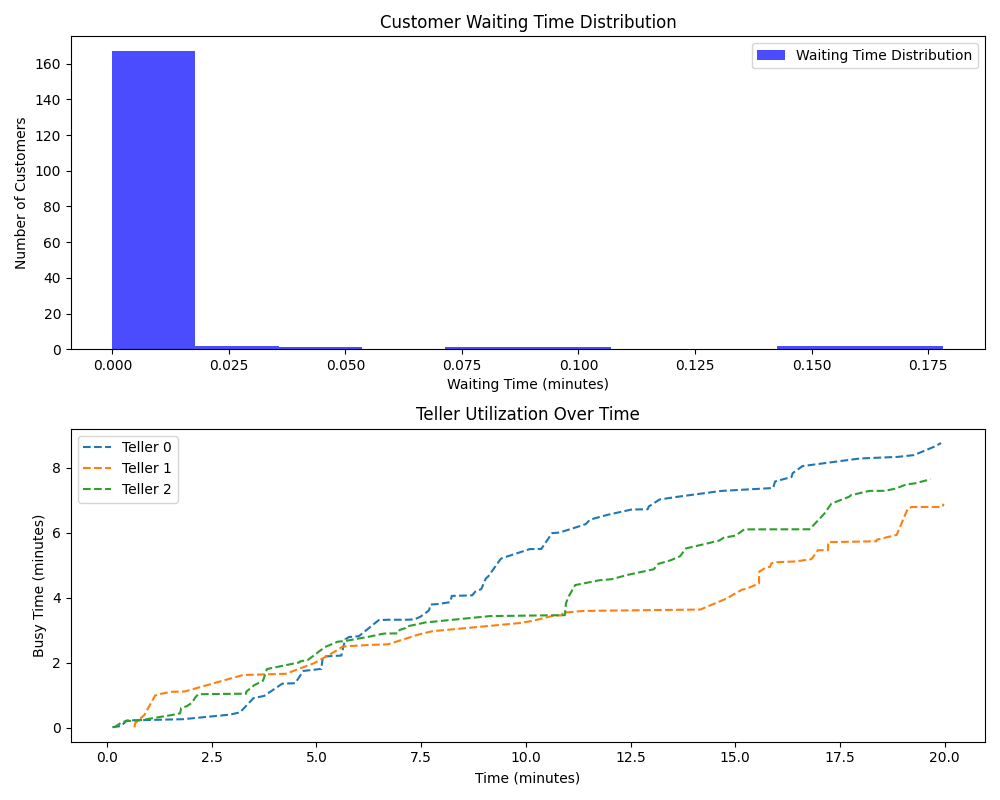 Customer Waiting Time Distribution
Number of Customers
160
140
120
100
80
60
40
20
0
Waiting Time Distribution
0.000 0.025 0.050 0.075 0.100 0.125 0.150 0.175
Waiting Time (minutes)
Teller Utilization Over Time
Busy Time (minutes)
8
6
4
2
0
Teller 0
Teller 1
Teller 2
0.0 2.5 5.0 7.5 10.0 12.5 15.0 17.5 20.0
Time (minutes)